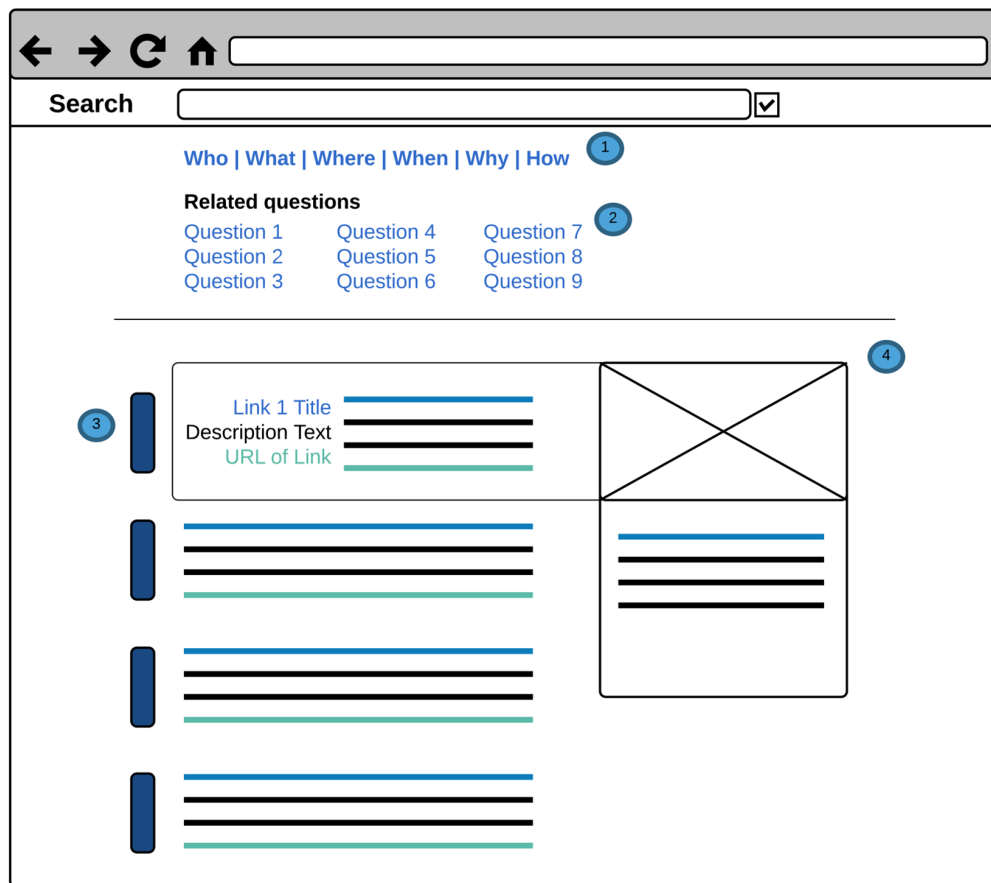 Search
Who | What | Where | When | Why | How
1
Related questions
2
Question 1 Question 4 Question 7
Question 2 Question 5 Question 8
Question 3 Question 6 Question 9
4
3
Link 1 Title
Description Text
URL of Link